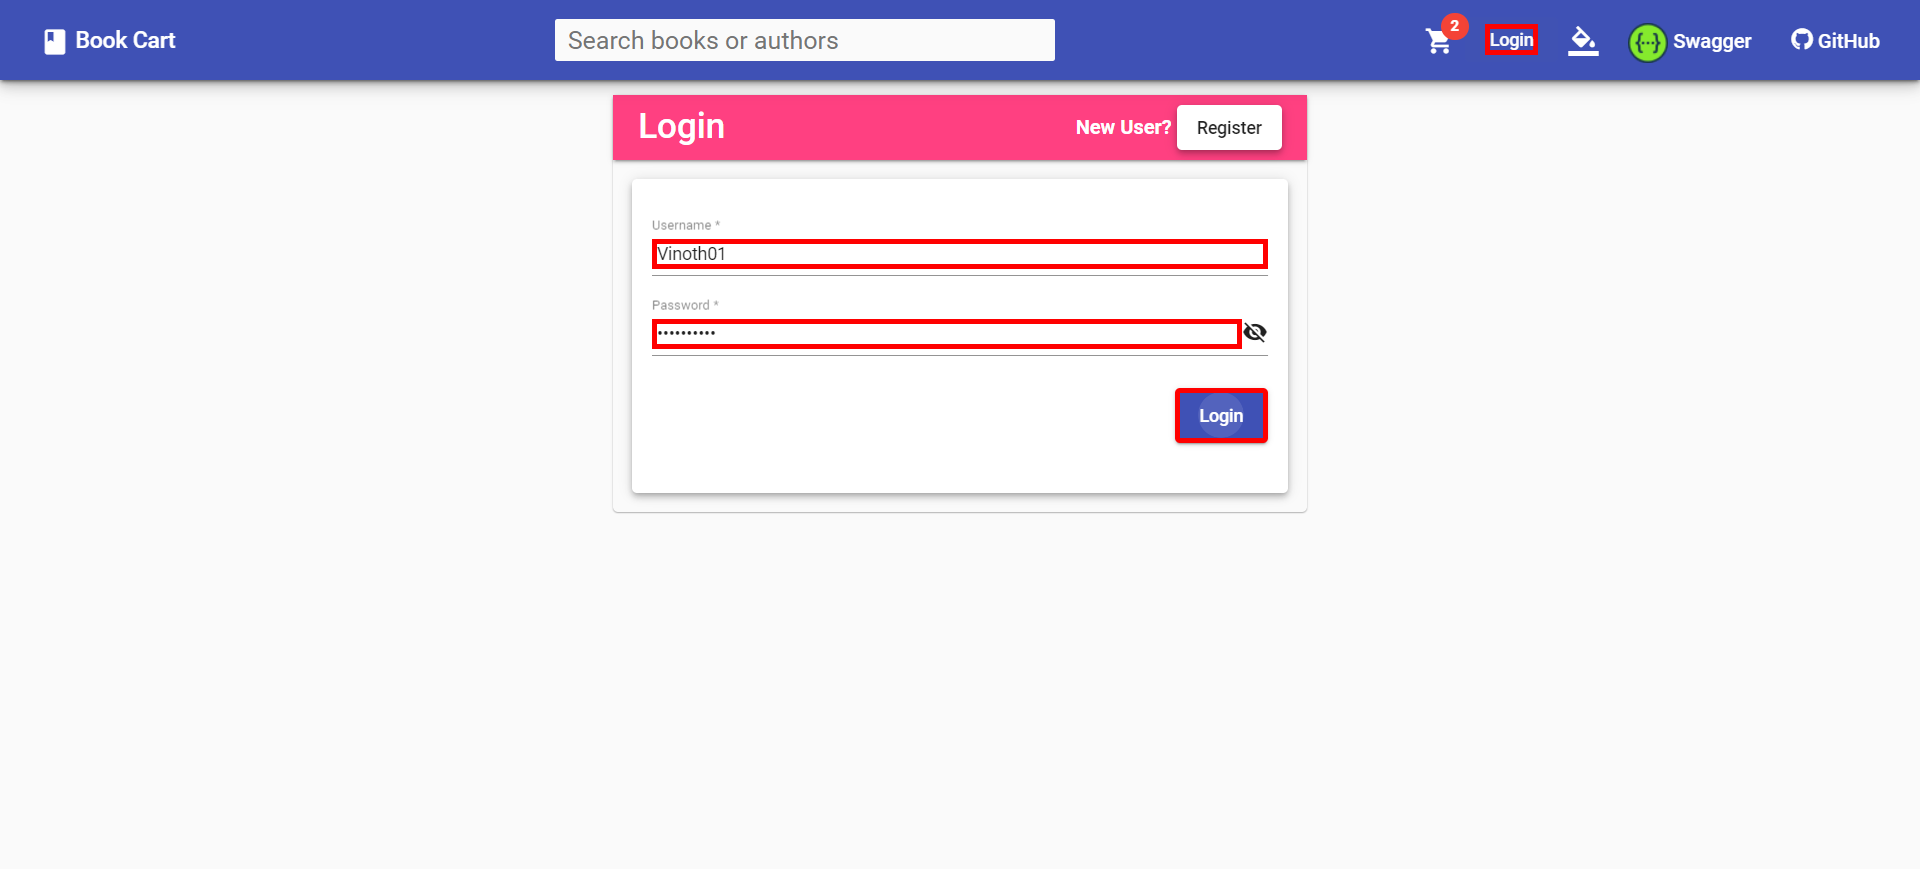 Book Cart
Search books or authors
2
Login
Swagger
GitHub
Login
New User?
Register
Username *
Vinoth01
Password *
••••••••••
Login